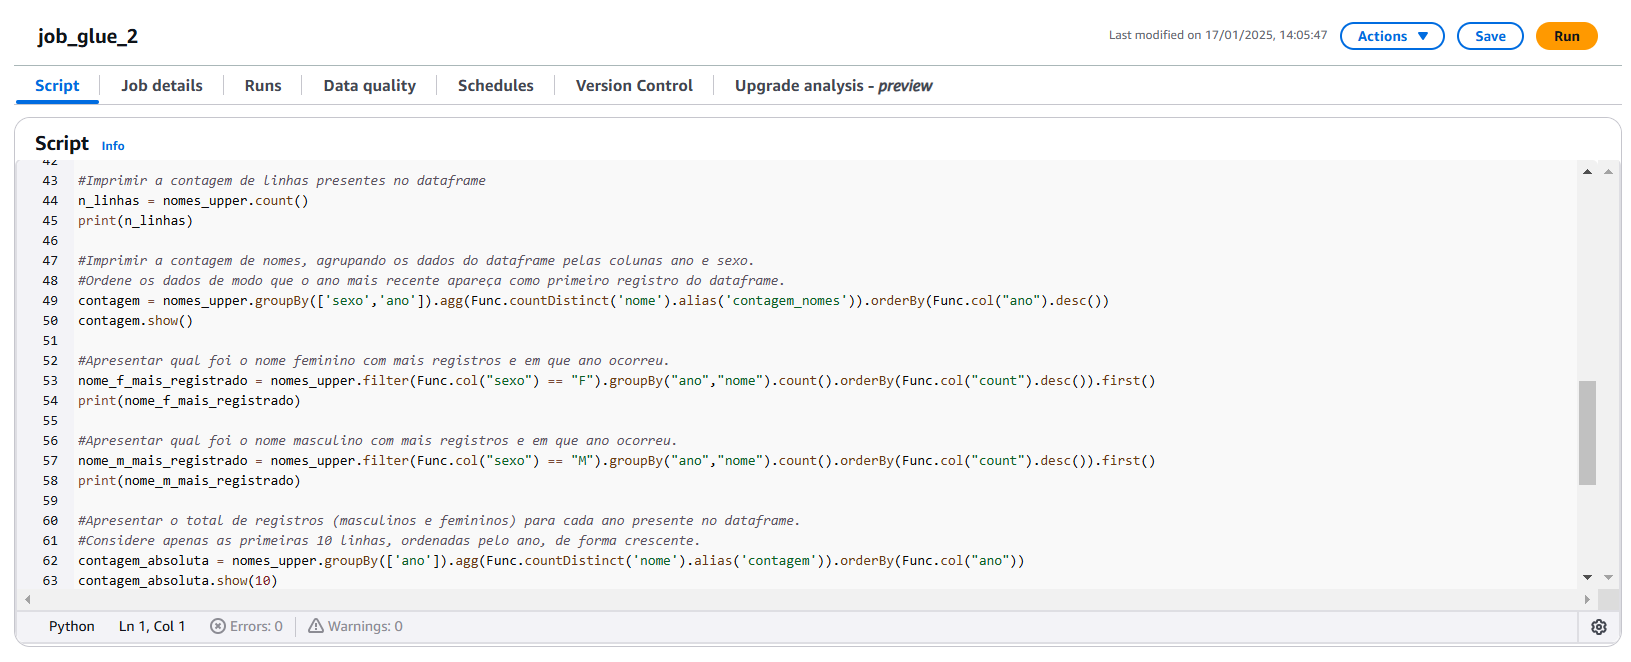 job_glue_2
Last modified on 17/01/2025, 14:05:47
Actions
Save
Run
Script
Job details
Runs
Data quality
Schedules
Version Control
Upgrade analysis - preview
Script Info
42
43 #Imprimir a contagem de linhas presentes no dataframe
44 n_linhas = nomes_upper.count()
45 print(n_linhas)
46
47 #Imprimir a contagem de nomes, agrupando os dados do dataframe pelas colunas ano e sexo.
48 #Ordene os dados de modo que o ano mais recente apareça como primeiro registro do dataframe.
49 contagem = nomes_upper.groupBy(['sexo','ano']).agg(Func.countDistinct('nome').alias('contagem_nomes')).orderBy(Func.col("ano").desc())
50 contagem.show()
51
52 #Apresentar qual foi o nome feminino com mais registros e em que ano ocorreu.
53 nome_f_mais_registrado = nomes_upper.filter(Func.col("sexo") == "F").groupBy("ano","nome").count().orderBy(Func.col("count").desc()).first()
54 print(nome_f_mais_registrado)
55
56 #Apresentar qual foi o nome masculino com mais registros e em que ano ocorreu.
57 nome_m_mais_registrado = nomes_upper.filter(Func.col("sexo") == "M").groupBy("ano","nome").count().orderBy(Func.col("count").desc()).first()
58 print(nome_m_mais_registrado)
59
60 #Apresentar o total de registros (masculinos e femininos) para cada ano presente no dataframe.
61 #Considere apenas as primeiras 10 linhas, ordenadas pelo ano, de forma crescente.
62 contagem_absoluta = nomes_upper.groupBy(['ano']).agg(Func.countDistinct('nome').alias('contagem')).orderBy(Func.col("ano"))
63 contagem_absoluta.show(10)
Python Ln 1, Col 1 Errors: 0 Warnings: 0